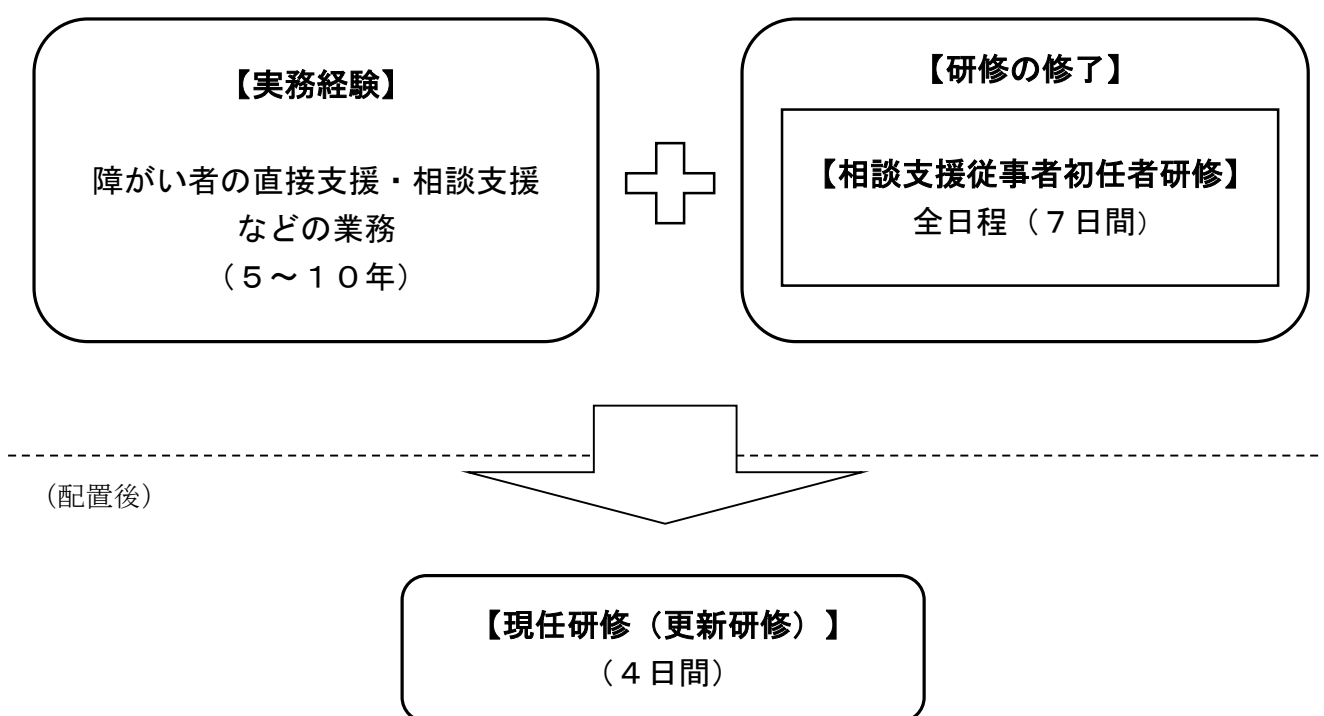 【実務経験】
障がい者の直接支援・相談支援
などの業務
（５～１０年）
【研修の修了】
【相談支援従事者初任者研修】
全日程（７日間）
（配置後）
【現任研修（更新研修）】
（４日間）